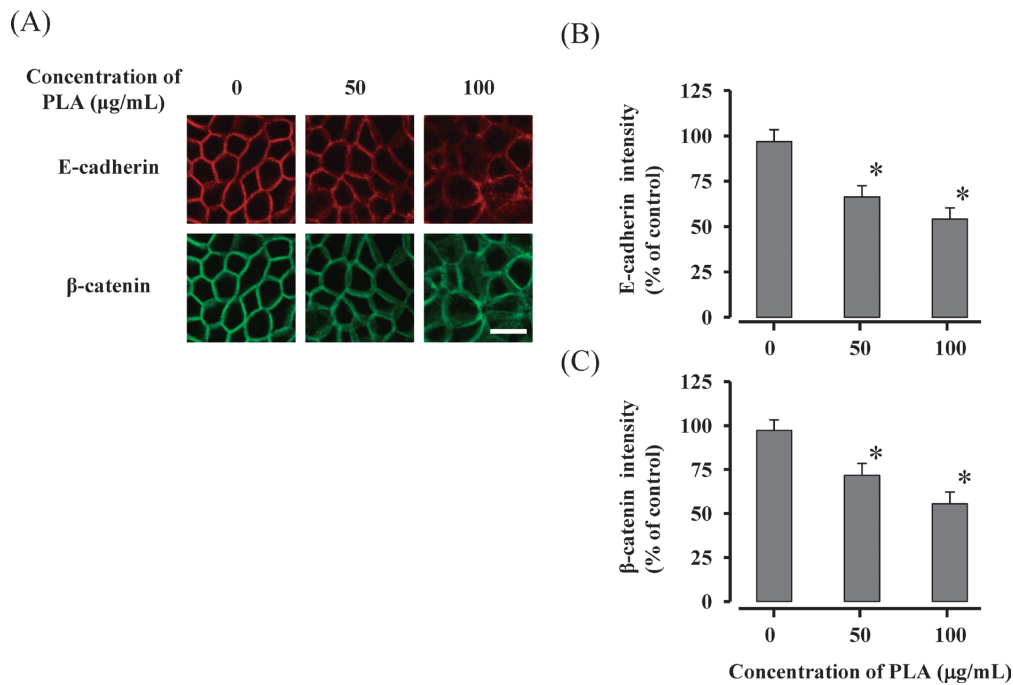 (A)
Concentration of
PLA (μg/mL)
0
50
100
E-cadherin
β-catenin
(B)
E-cadherin intensity
(% of control)
125
100
75
50
25
0
*
*
0
50
100
(C)
β-catenin intensity
(% of control)
125
100
75
50
25
0
*
*
0
50
100
Concentration of PLA (μg/mL)